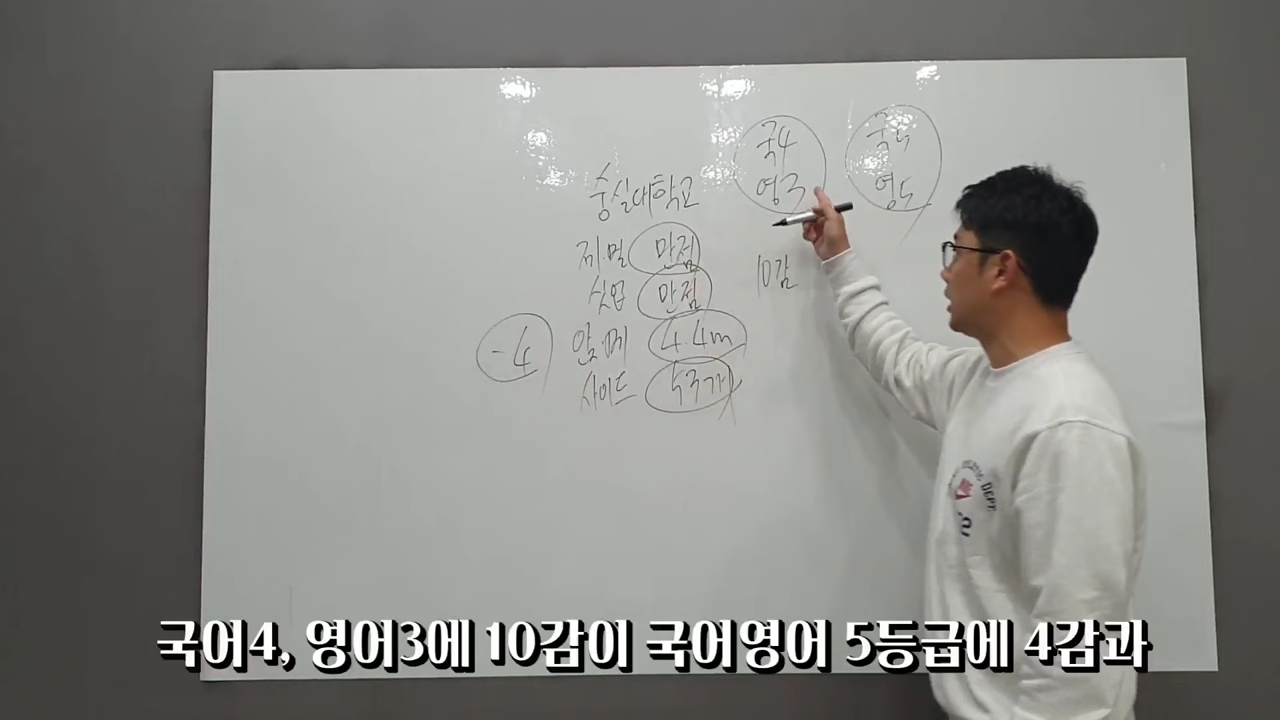 숭실대학교
제.멀 만점
싯업 만점
앉.메 4.4m
사이드 53개
-4
국4
영3
국5
영5
10감
DEPT.
국어4, 영어3에 10감이 국어영어 5등급에 4감과